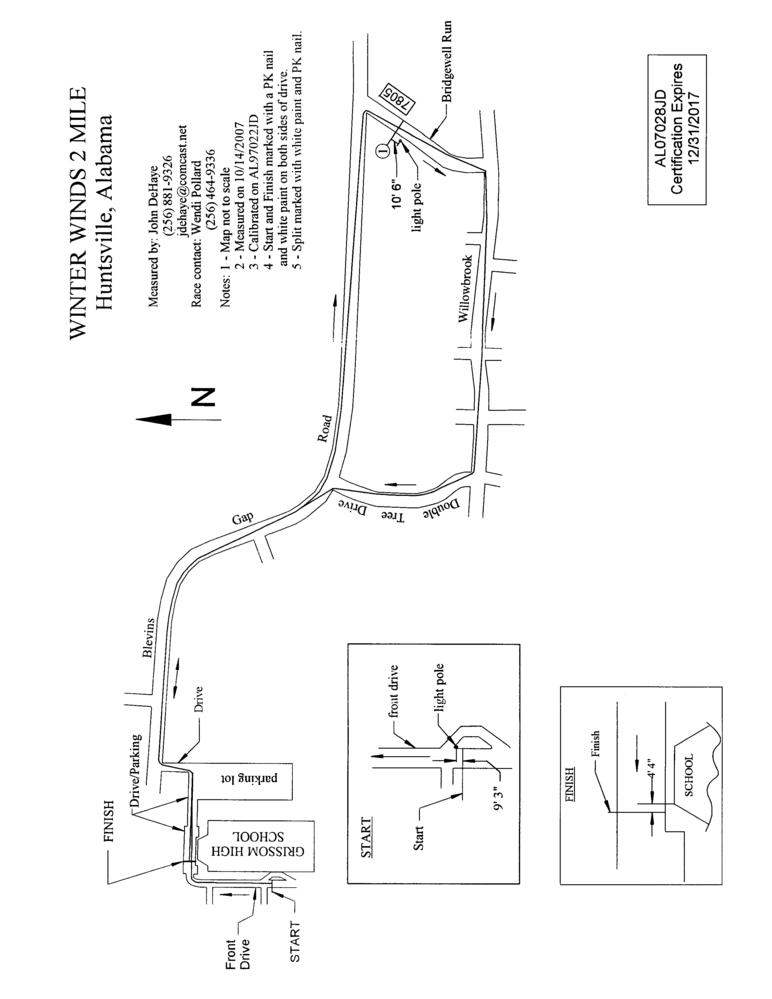 WINTER WINDS 2 MILE
Huntsville, Alabama
Measured by: John DeHaye
(256) 881-9326
jdehaye@comcast.net
Race contact: Wendi Pollard
(256) 464-9336
Notes: 1 - Map not to scale
2 - Measured on 10/14/2007
3 - Calibrated on AL97022JD
4 - Start and Finish marked with a PK nail
and white paint on both sides of drive.
5 - Split marked with white paint and PK nail.
N
FINISH
Drive/Parking
Blevins
Gap
Road
Drive
parking lot
GRISSOM HIGH
SCHOOL
Front
Drive
START
Double
Tree
Drive
Willowbrook
Bridgewell Run
7805
1
10' 6"
light pole
START
front drive
light pole
Start
9' 3"
FINISH
Finish
4' 4"
SCHOOL
AL07028JD
Certification Expires
12/31/2017